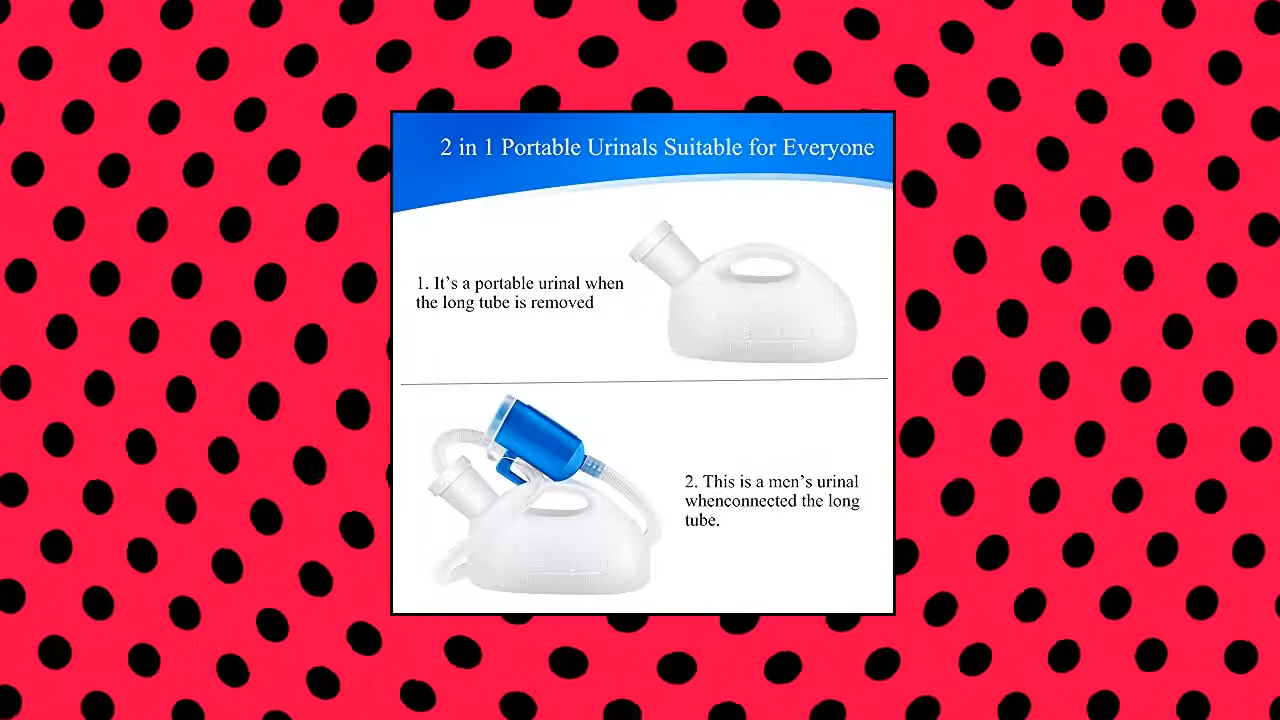 2 in 1 Portable Urinals Suitable for Everyone
1. It's a portable urinal when
the long tube is removed
2. This is a men's urinal
whenconnected the long
tube.